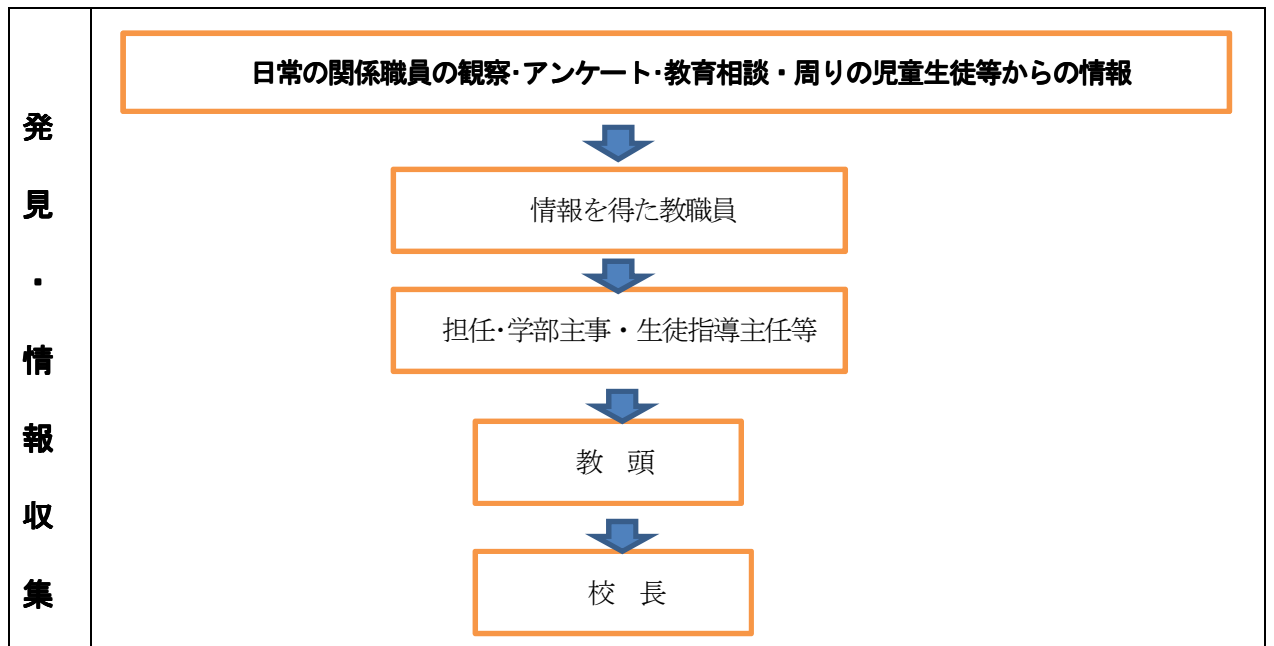 発見・情報収集
日常の関係職員の観察･アンケート･教育相談・周りの児童生徒等からの情報
情報を得た教職員
担任･学部主事・生徒指導主任等
教　頭
校　長